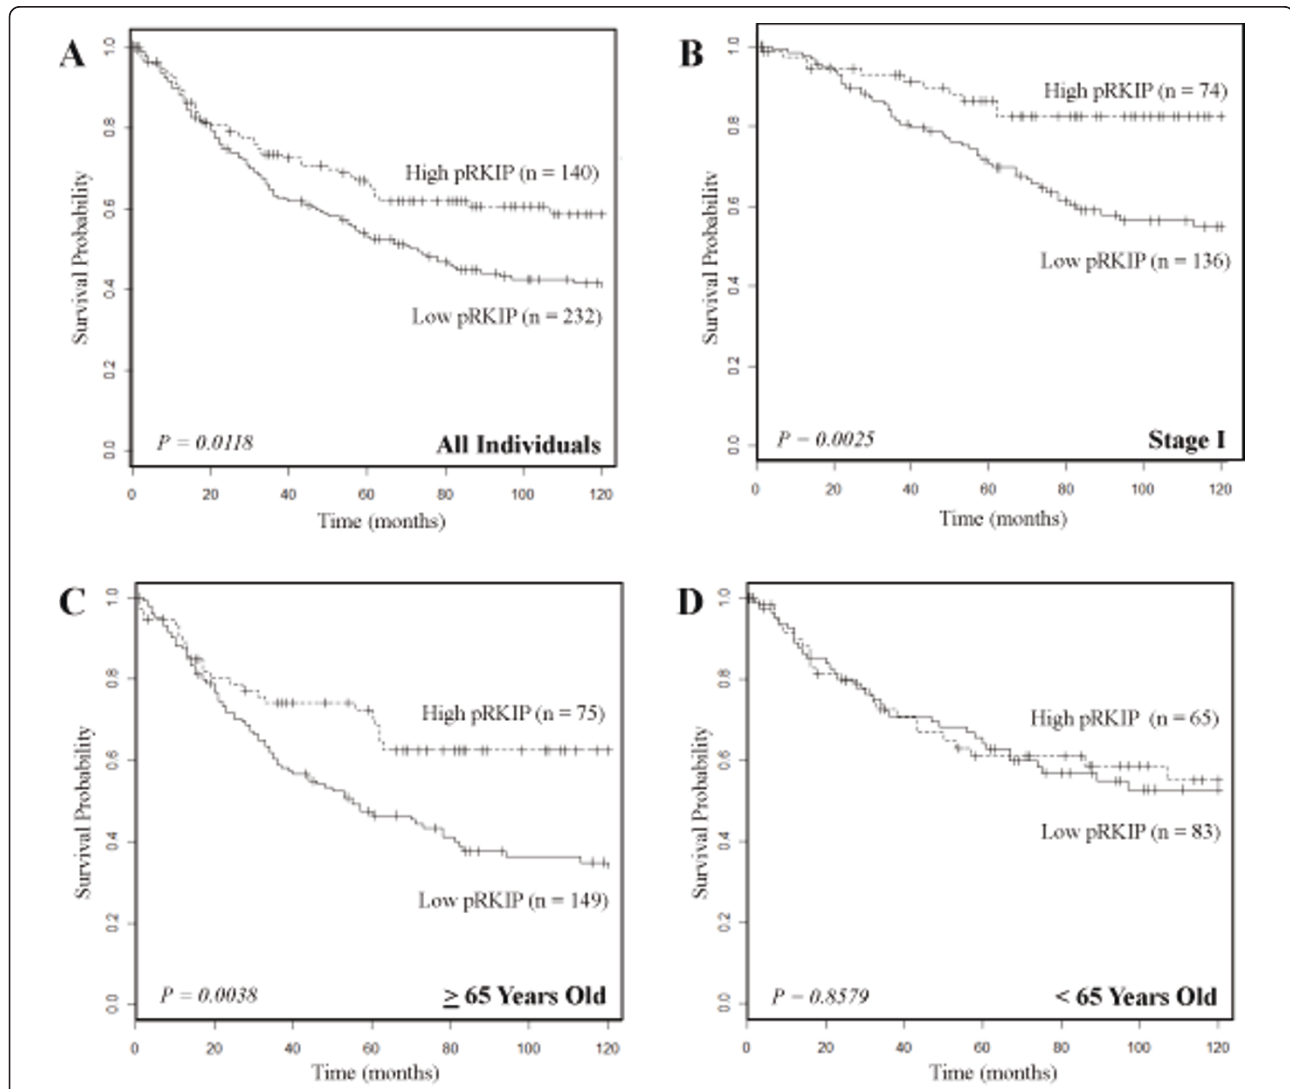 A
Survival Probability
1.0
0.8
0.6
0.4
0.2
0.0
High pRKIP (n = 140)
Low pRKIP (n = 232)
P = 0.0118
All Individuals
0 20 40 60 80 100 120
Time (months)
B
Survival Probability
1.0
0.8
0.6
0.4
0.2
0.0
High pRKIP (n = 74)
Low pRKIP (n = 136)
P = 0.0025
Stage I
0 20 40 60 80 100 120
Time (months)
C
Survival Probability
1.0
0.8
0.6
0.4
0.2
0.0
High pRKIP (n = 75)
Low pRKIP (n = 149)
P = 0.0038
≥ 65 Years Old
0 20 40 60 80 100 120
Time (months)
D
Survival Probability
1.0
0.8
0.6
0.4
0.2
0.0
High pRKIP (n = 65)
Low pRKIP (n = 83)
P = 0.8579
< 65 Years Old
0 20 40 60 80 100 120
Time (months)